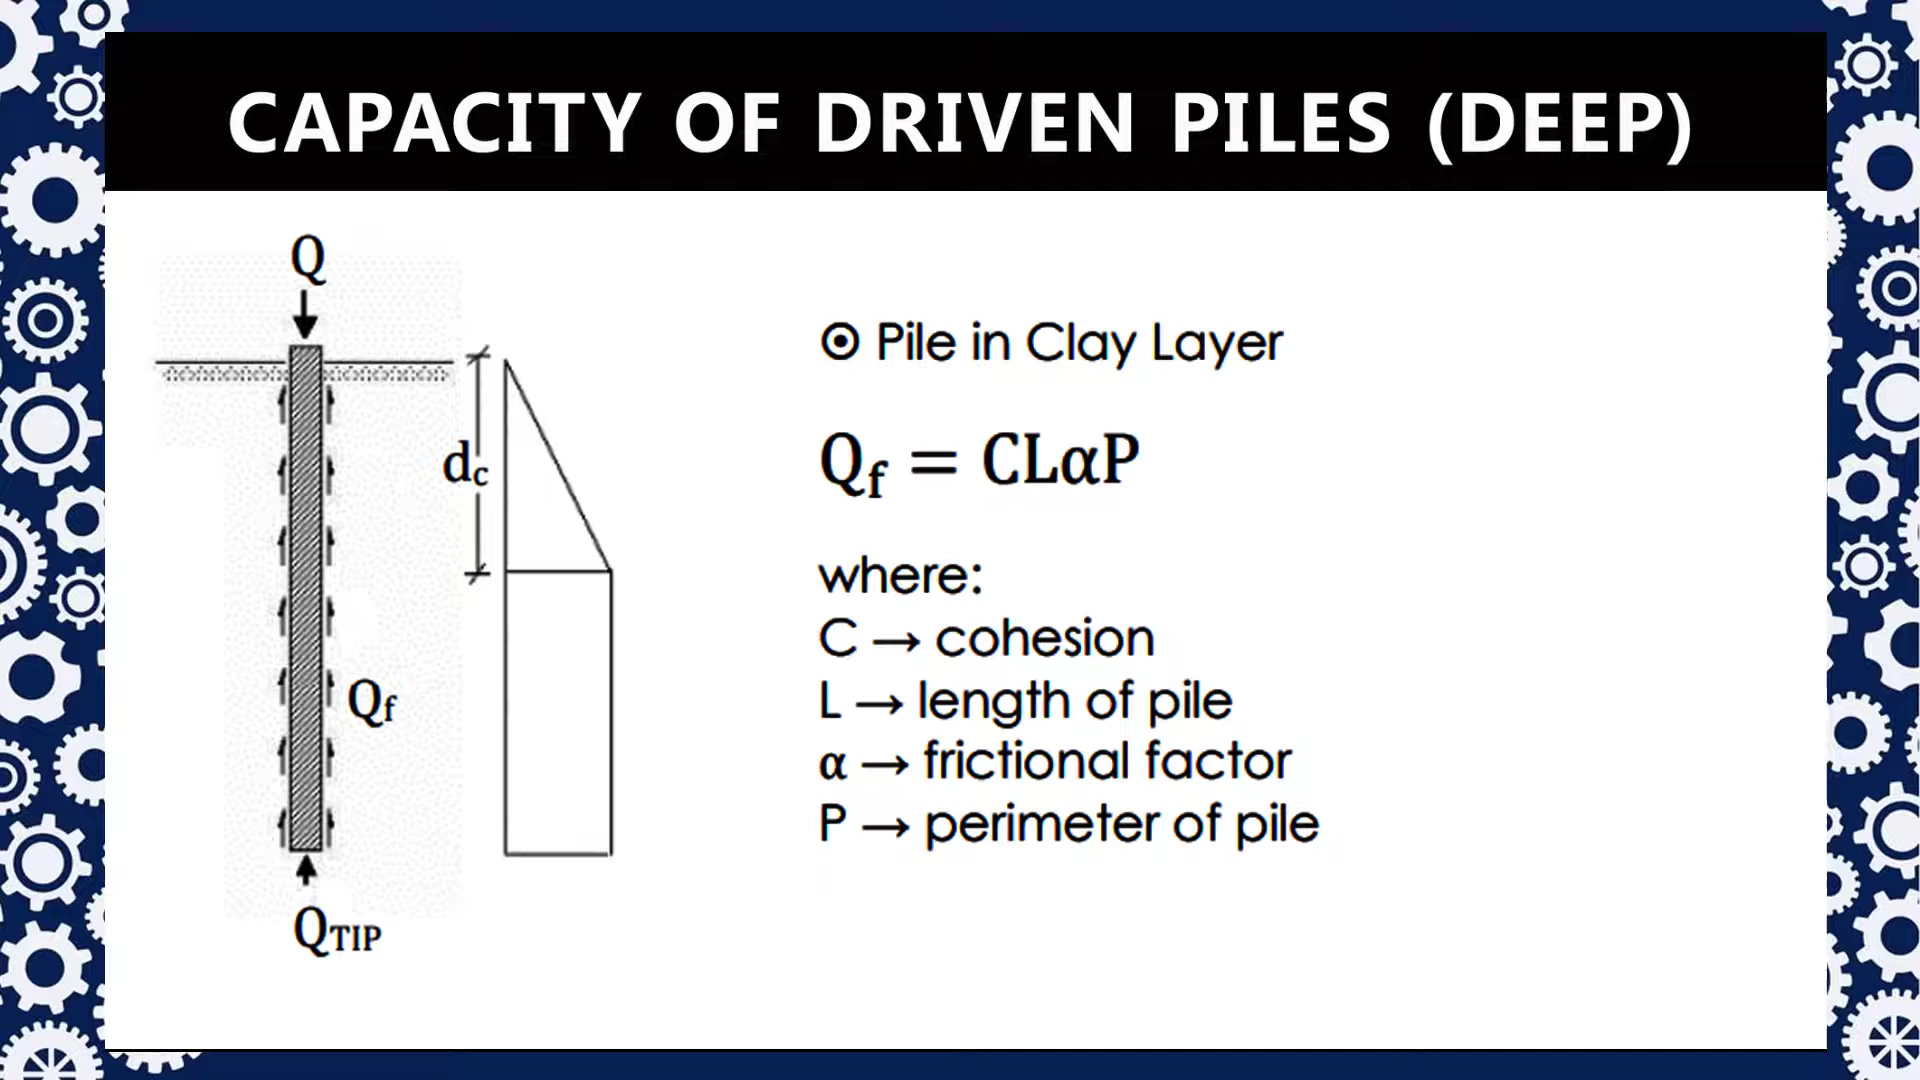 CAPACITY OF DRIVEN PILES (DEEP)
Q
dc
Qf
QTIP
Pile in Clay Layer
Qf = CLαP
where:
C → cohesion
L → length of pile
α → frictional factor
P → perimeter of pile